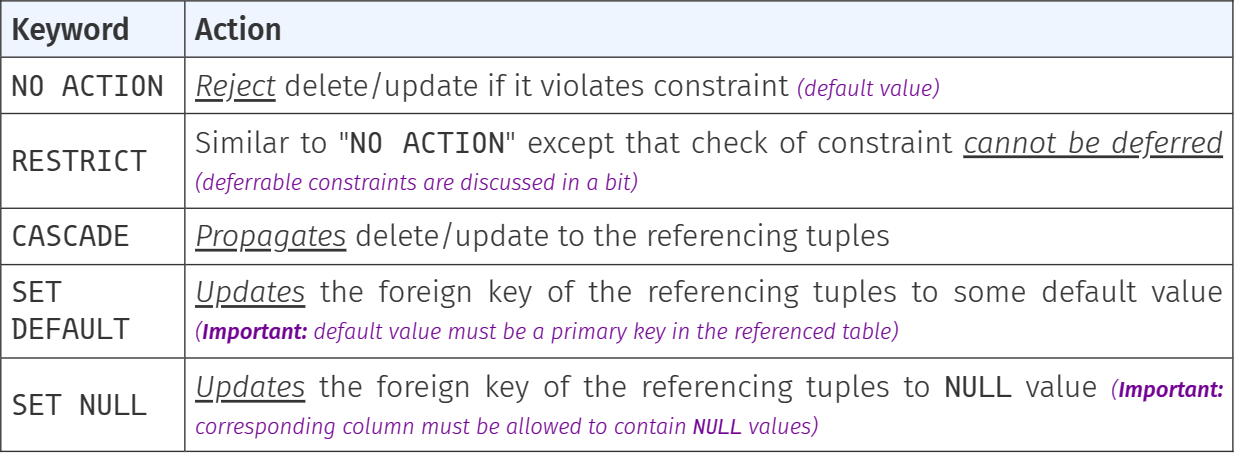 Keyword Action
NO ACTION Reject delete/update if it violates constraint (default value)
RESTRICT Similar to "NO ACTION" except that check of constraint cannot be deferred
(deferrable constraints are discussed in a bit)
CASCADE Propagates delete/update to the referencing tuples
SET DEFAULT Updates the foreign key of the referencing tuples to some default value
(Important: default value must be a primary key in the referenced table)
SET NULL Updates the foreign key of the referencing tuples to NULL value (Important:
corresponding column must be allowed to contain NULL values)